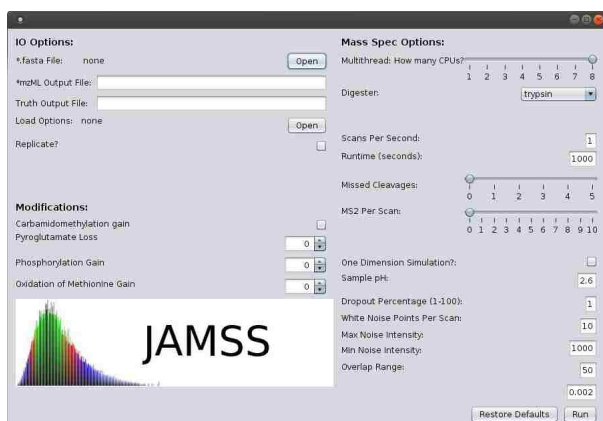 IO Options:
*.fasta File: none Open
*mzML Output File:
Truth Output File:
Load Options: none Open
Replicate?
Modifications:
Carbamidomethylation gain
Pyroglutamate Loss 0
Phosphorylation Gain 0
Oxidation of Methionine Gain 0
JAMSS
Mass Spec Options:
Multithread: How many CPUs?
1 2 3 4 5 6 7 8
Digester: trypsin
Scans Per Second: 1
Runtime (seconds): 1000
Missed Cleavages:
0 1 2 3 4 5
MS2 Per Scan:
0 1 2 3 4 5 6 7 8 9 10
One Dimension Simulation?:
Sample pH: 2.6
Dropout Percentage (1-100): 1
White Noise Points Per Scan: 10
Max Noise Intensity: 1000
Min Noise Intensity: 50
Overlap Range: 0.002
Restore Defaults Run